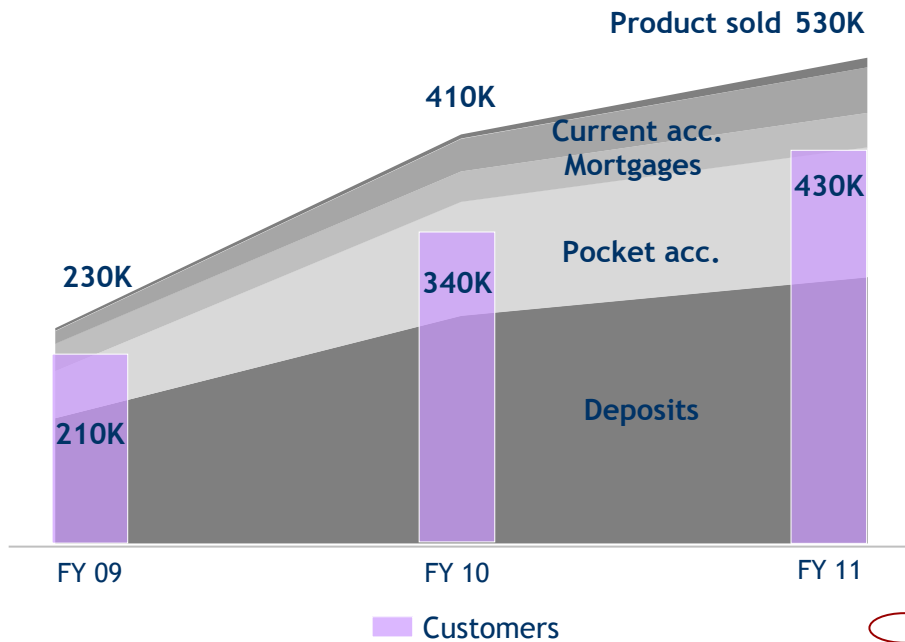 Product sold 530K
410K
Current acc.
Mortgages
430K
Pocket acc.
230K
340K
Deposits
210K
FY 09
FY 10
FY 11
Customers